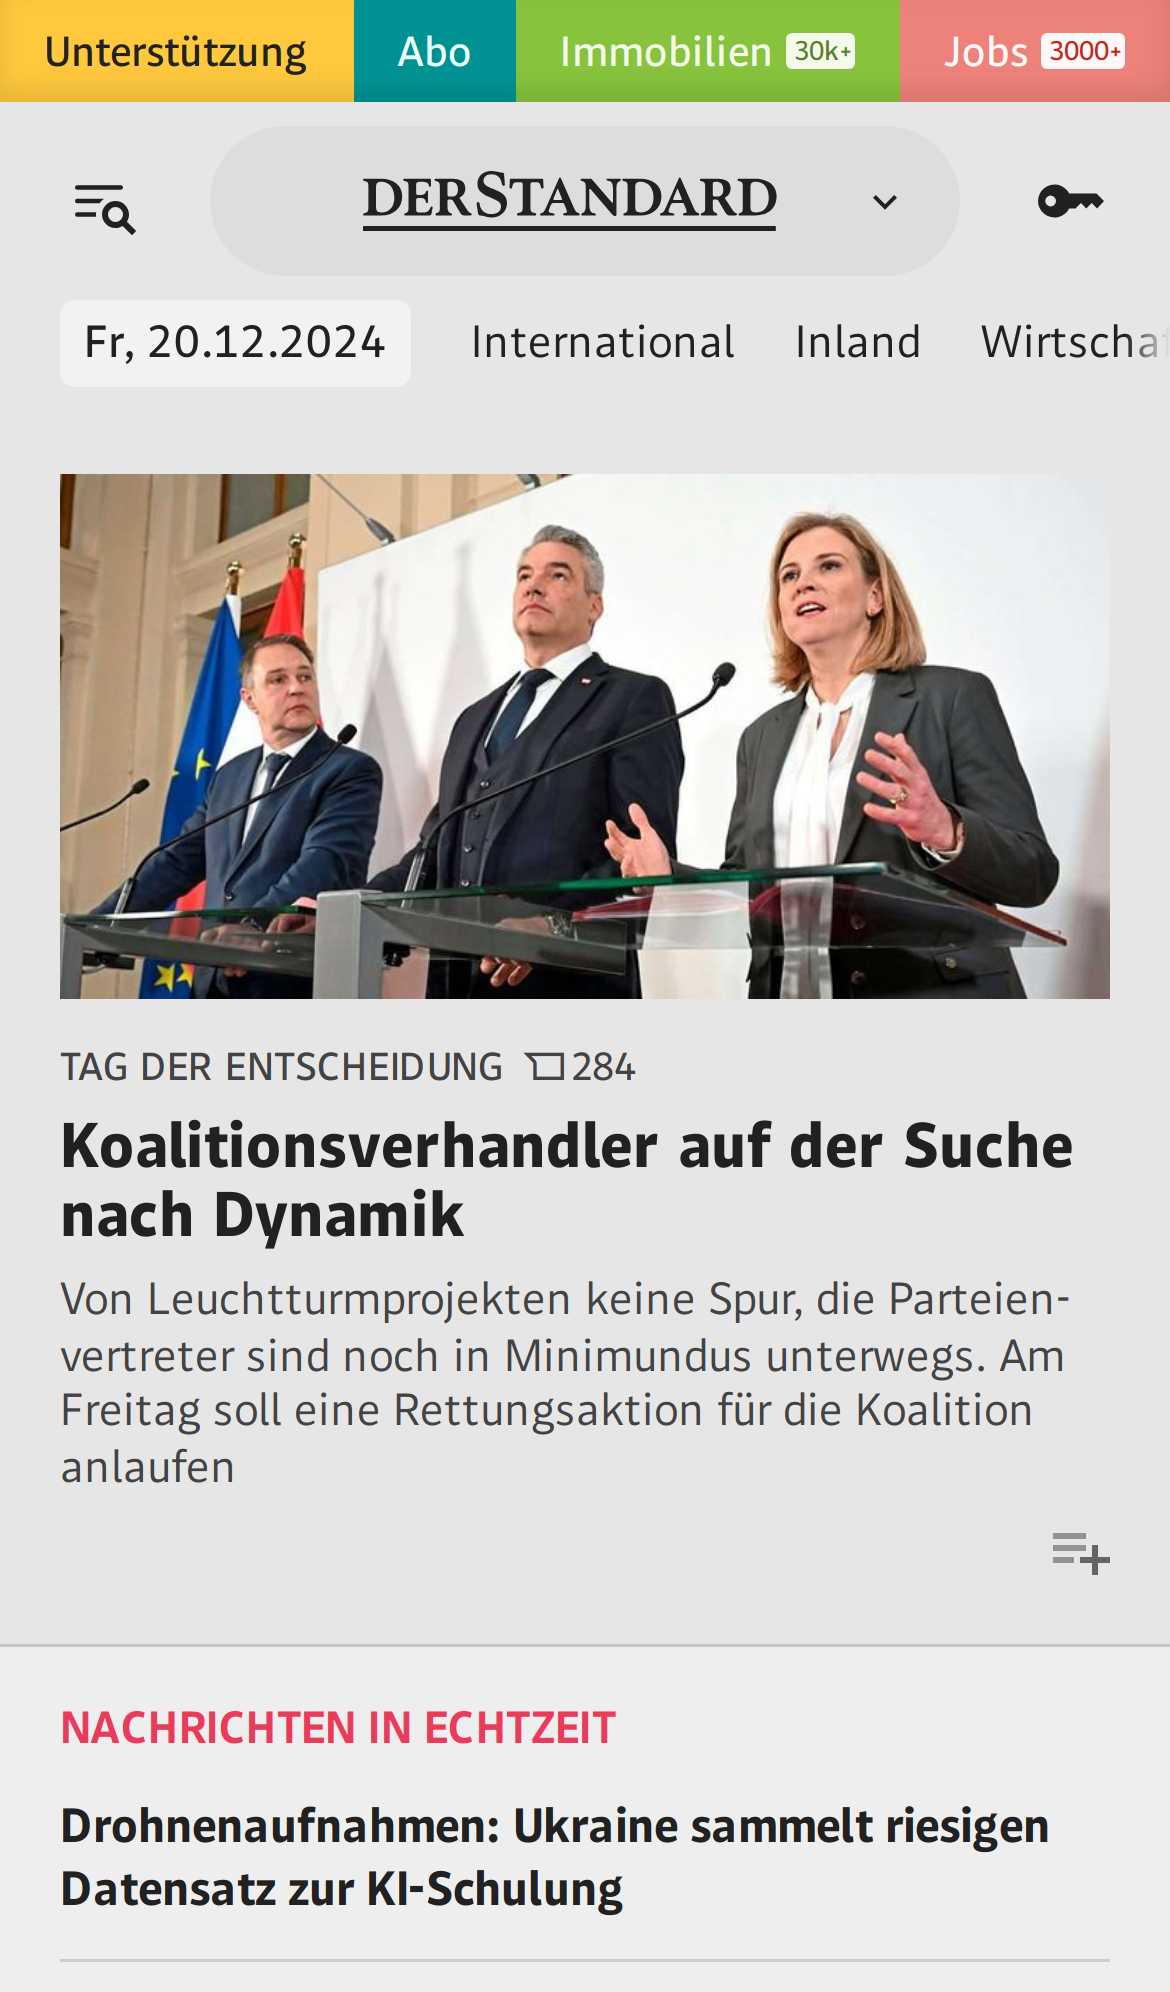 Unterstützung Abo Immobilien 30k+ Jobs 3000+
DERSTANDARD
Fr, 20.12.2024 International Inland Wirtscha
TAG DER ENTSCHEIDUNG 284
Koalitionsverhandler auf der Suche
nach Dynamik
Von Leuchtturmprojekten keine Spur, die Parteien-
vertreter sind noch in Minimundus unterwegs. Am
Freitag soll eine Rettungsaktion für die Koalition
anlaufen
NACHRICHTEN IN ECHTZEIT
Drohnenaufnahmen: Ukraine sammelt riesigen
Datensatz zur KI-Schulung